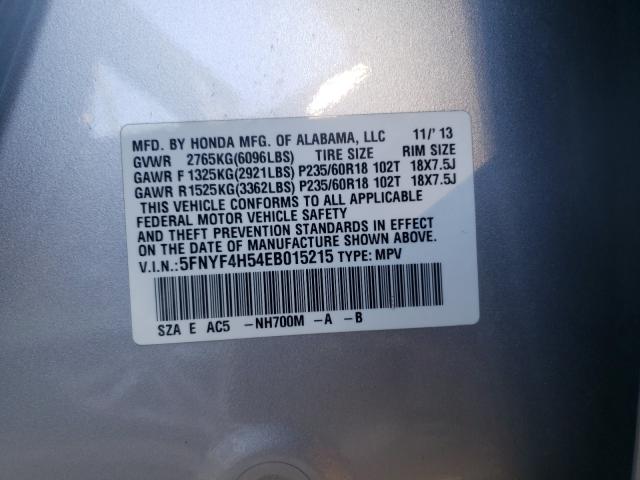 MFD. BY HONDA MFG. OF ALABAMA, LLC 11/'13
GVWR 2765KG(6096LBS) TIRE SIZE RIM SIZE
GAWR F 1325KG(2921LBS) P235/60R18 102T 18X7.5J
GAWR R 1525KG(3362LBS) P235/60R18 102T 18X7.5J
THIS VEHICLE CONFORMS TO ALL APPLICABLE
FEDERAL MOTOR VEHICLE SAFETY
AND THEFT PREVENTION STANDARDS IN EFFECT
ON THE DATE OF MANUFACTURE SHOWN ABOVE.
V.I.N.:5FNYF4H54EB015215 TYPE: MPV
SZA E AC5 -NH700M -A -B